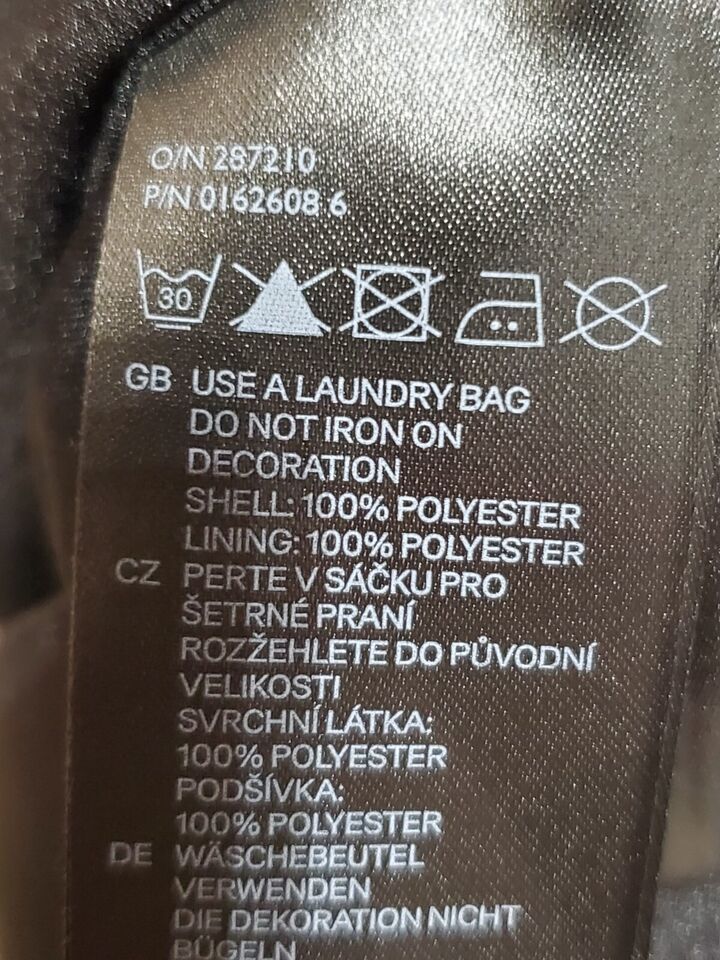 O/N 287210
P/N 0162608 6
30
GB USE A LAUNDRY BAG
DO NOT IRON ON
DECORATION
SHELL: 100% POLYESTER
LINING: 100% POLYESTER
CZ PERTE V SÁČKU PRO
ŠETRNÉ PRANÍ
ROZŽEHLETE DO PŮVODNÍ
VELIKOSTI
SVRCHNÍ LÁTKA:
100% POLYESTER
PODŠÍVKA:
100% POLYESTER
DE WÄSCHEBEUTEL
VERWENDEN
DIE DEKORATION NICHT
BÜGELN